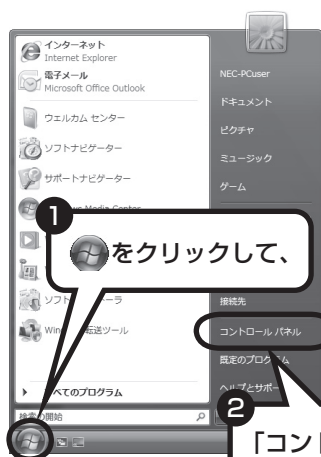 インターネット
Internet Explorer
電子メール
Microsoft Office Outlook
ウェルカム センター
ソフトナビゲーター
サポートナビゲーター
Media Center
NEC-PCuser
ドキュメント
ピクチャ
ミュージック
ゲーム
1
をクリックして、
ソフト
接続先
コントロール パネル
転送ツール
既定のプログラム
べてのプログラム
ヘルプとサポー
検索の開始
2
「コント